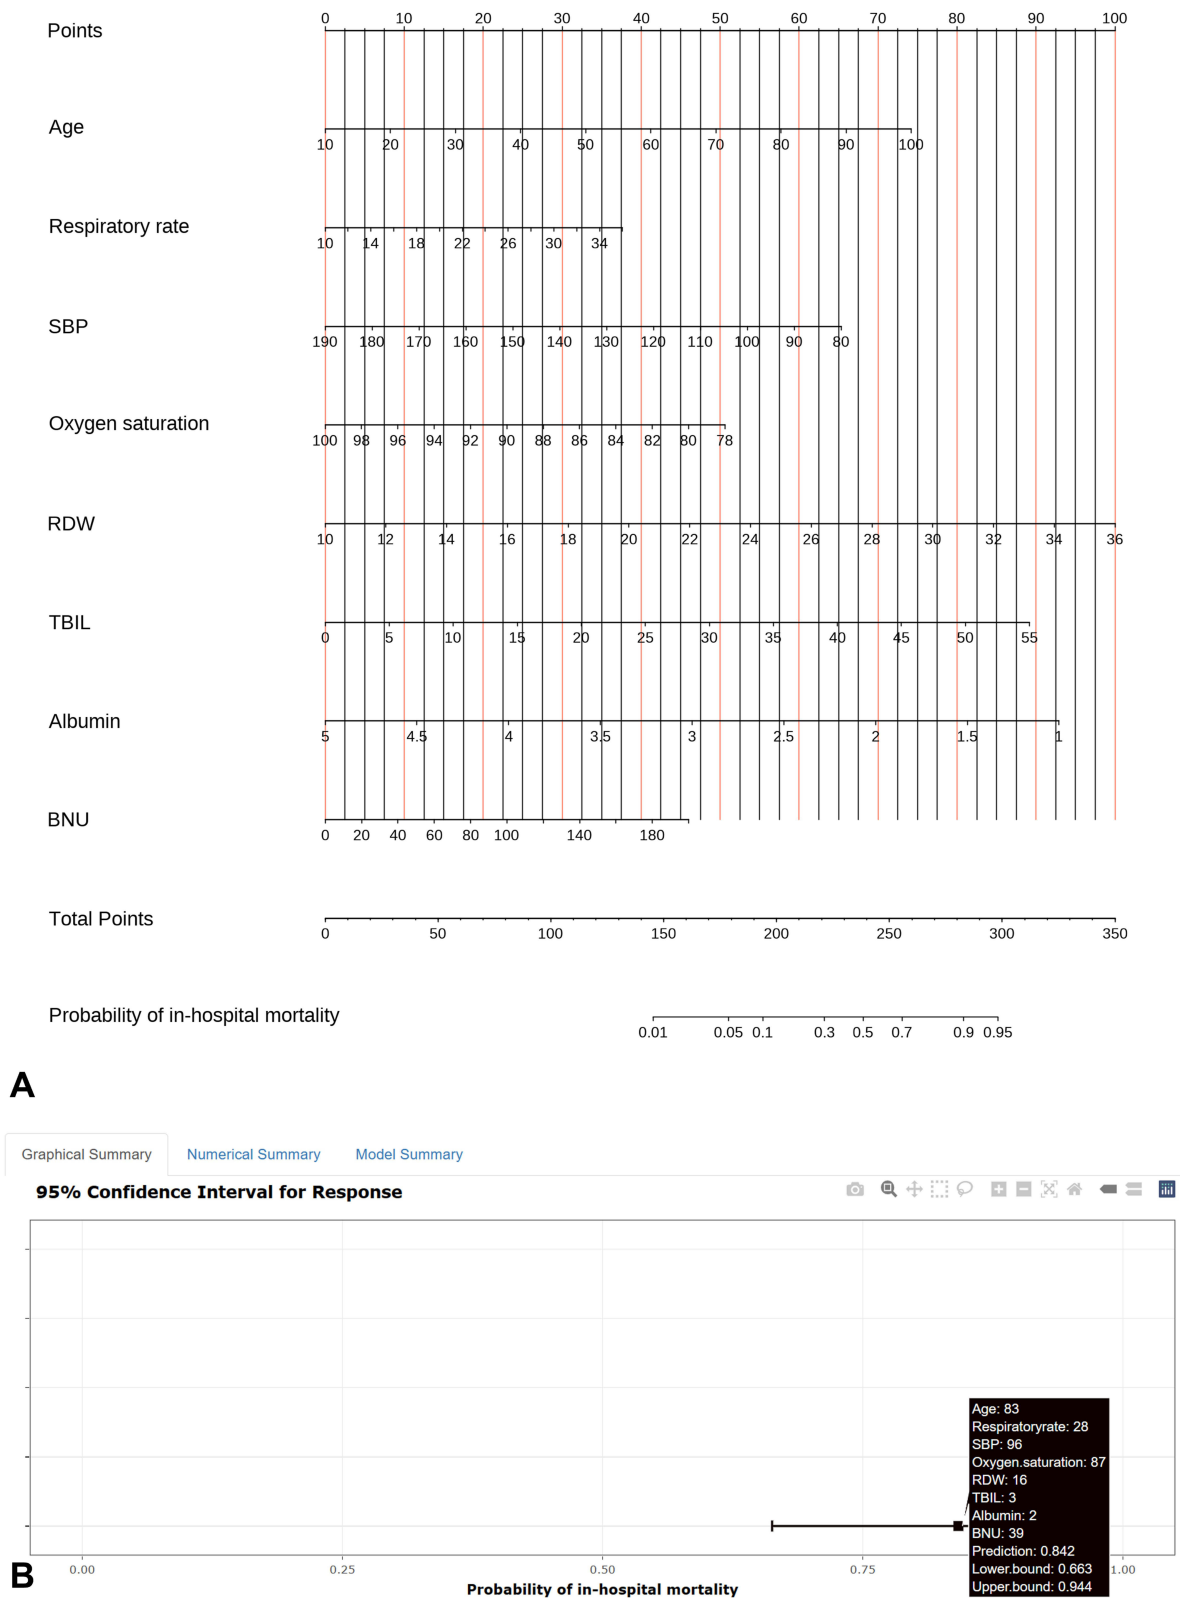 Points
0 10 20 30 40 50 60 70 80 90 100
Age
10 20 30 40 50 60 70 80 90 100
Respiratory rate
10 14 18 22 26 30 34
SBP
190 180 170 160 150 140 130 120 110 100 90 80
Oxygen saturation
100 98 96 94 92 90 88 86 84 82 80 78
RDW
10 12 14 16 18 20 22 24 26 28 30 32 34 36
TBIL
0 5 10 15 20 25 30 35 40 45 50 55
Albumin
5 4.5 4 3.5 3 2.5 2 1.5 1
BNU
0 20 40 60 80 100 140 180
Total Points
0 50 100 150 200 250 300 350
Probability of in-hospital mortality
0.01 0.05 0.1 0.3 0.5 0.7 0.9 0.95
A
Graphical Summary Numerical Summary Model Summary
95% Confidence Interval for Response
Age: 83
Respiratoryrate: 28
SBP: 96
Oxygen.saturation: 87
RDW: 16
TBIL: 3
Albumin: 2
BNU: 39
Prediction: 0.842
Lower.bound: 0.663
Upper.bound: 0.944
0.00 0.25 0.50 0.75 1.00
Probability of in-hospital mortality
B